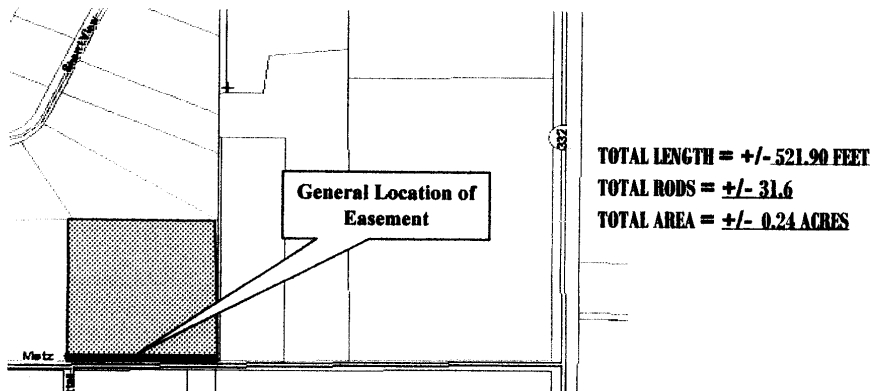 332
TOTAL LENGTH = +/- 521.90 FEET
TOTAL RODS = +/- 31.6
TOTAL AREA = +/- 0.24 ACRES
General Location of
Easement
Metz